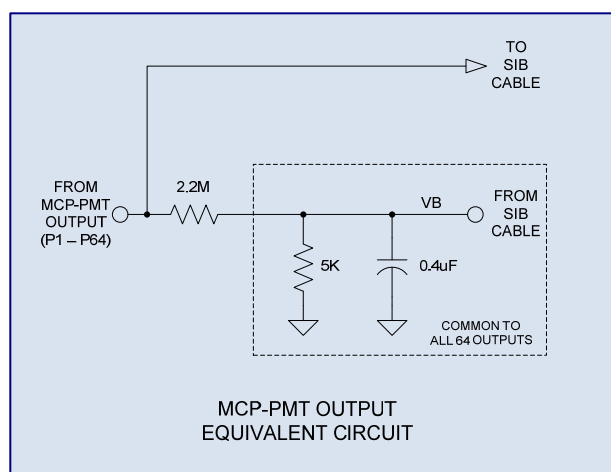 TO
SIB
CABLE
FROM
MCP-PMT
OUTPUT
(P1 – P64)
2.2M
VB
FROM
SIB
CABLE
5K
0.4uF
COMMON TO
ALL 64 OUTPUTS
MCP-PMT OUTPUT
EQUIVALENT CIRCUIT